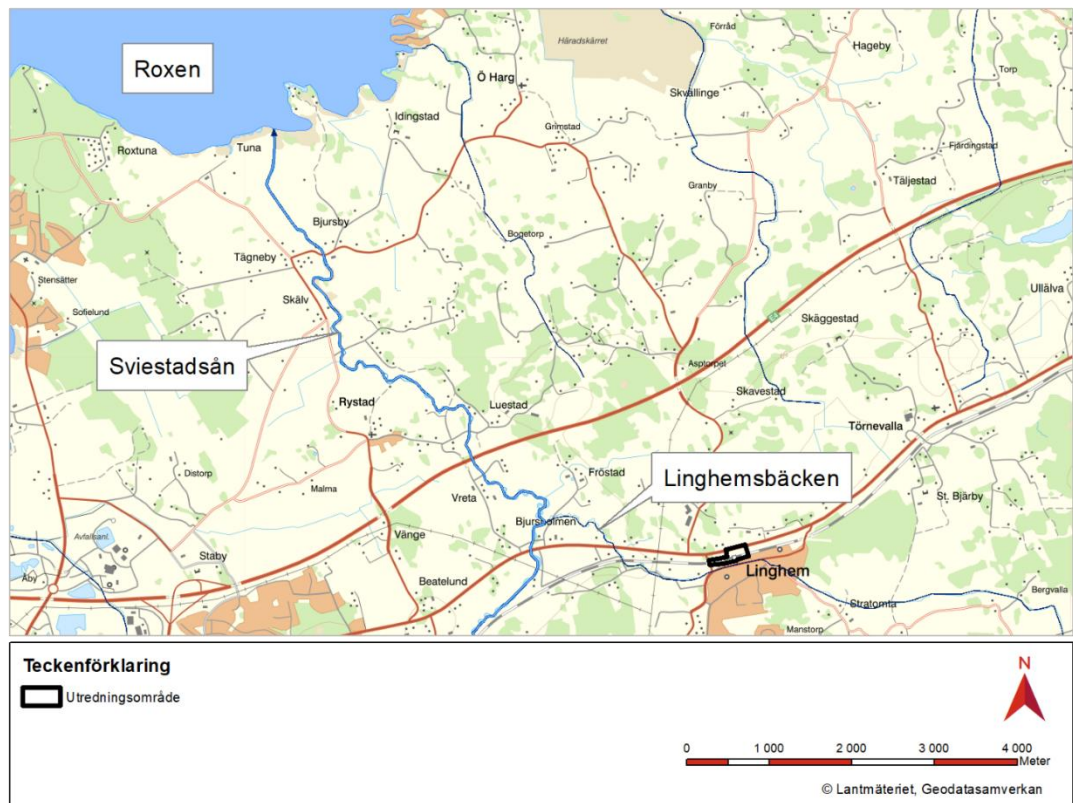 Förråd
Häradskärret
Hageby
Roxen
Ö Harg
Skvallinge
Torp
Idingstad
41
Grimstad
Roxtuna
Tuna
Fjärdingstad
Täljestad
Granby
Bjursby
Bogetorp
Tägneby
Stensätter
Ullälva
Skälv
Sofielund
E4
Skäggestad
Sviestadsån
Asptorpet
Skavestad
Rystad
Luestad
Törnevalla
Distorp
Fröstad
Linghemsbäcken
Malma
Vreta
St. Bjärby
Bjursholmen
Avfallsanl.
Vänge
Staby
Linghem
Åby
Beatelund
Bergvalla
Stratomta
Manstorp
Teckenförklaring
Utredningsområde
N
0 1 000 2 000 3 000 4 000
Meter
© Lantmäteriet, Geodatasamverkan